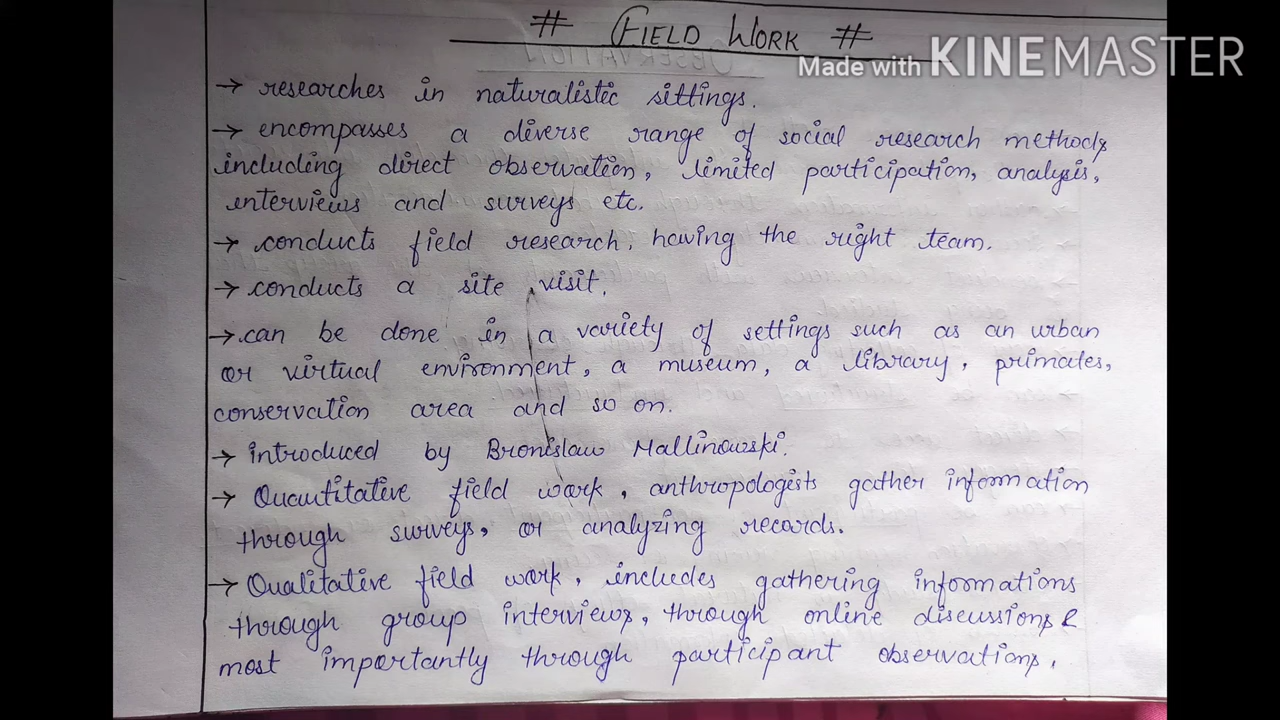 # FIELD WORK #
Made with KINEMASTER
OBSERVATION
→ researches in naturalistic sittings.
→ encompasses a diverse range of social research methods
including direct observation, limited participation, analysis,
interviews and surveys etc.
→ conducts field research, having the right team.
→ conducts a site visit.
→ can be done in a variety of settings such as an urban
or virtual environment, a museum, a library, primates,
conservation area and so on.
→ introduced by Bronislaw Mallinowski.
→ Quantitative field work, anthropologists gather information
through surveys, or analyzing records.
→ Qualitative field work, includes gathering informations
through group interviews, through online discussions &
most importantly through participant observations.